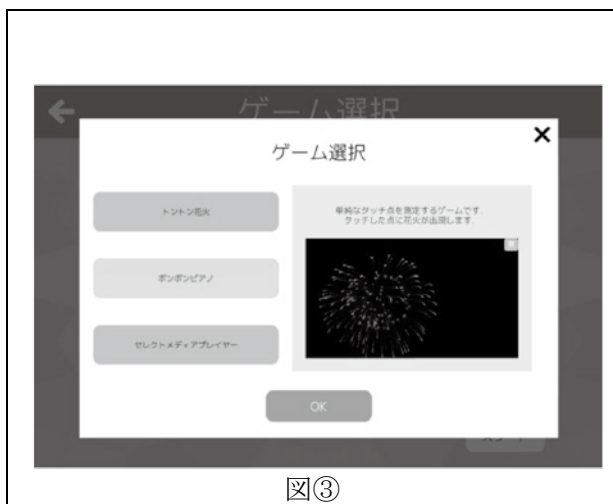 ゲーム選択
ゲーム選択
トントン花火
ポンポンピアノ
セレクトメディアプレイヤー
単純なタッチ点を測定するゲームです.
タッチした点に花火が出現します.
OK
図③